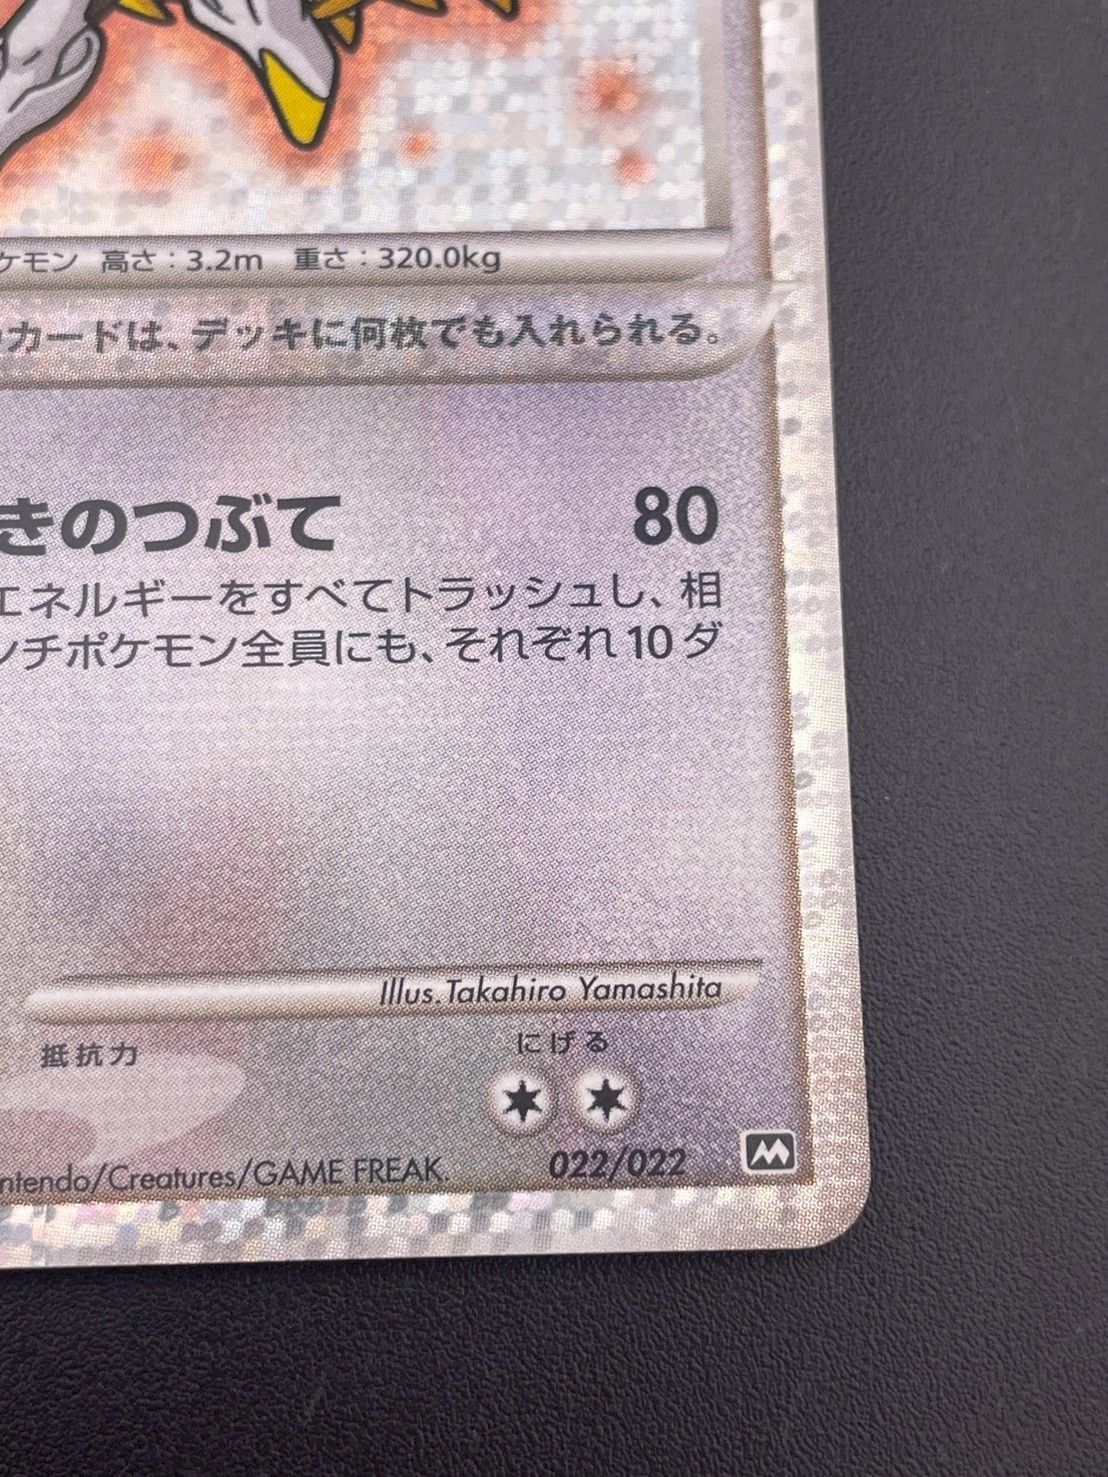 ケモン 高さ:3.2m 重さ:320.0kg
カードは、デッキに何枚でも入れられる。
きのつぶて 80
エネルギーをすべてトラッシュし、相
ンチポケモン全員にも、それぞれ10ダ
Illus.Takahiro Yamashita
抵抗力 にげる
ntendo/Creatures/GAME FREAK. 022/022